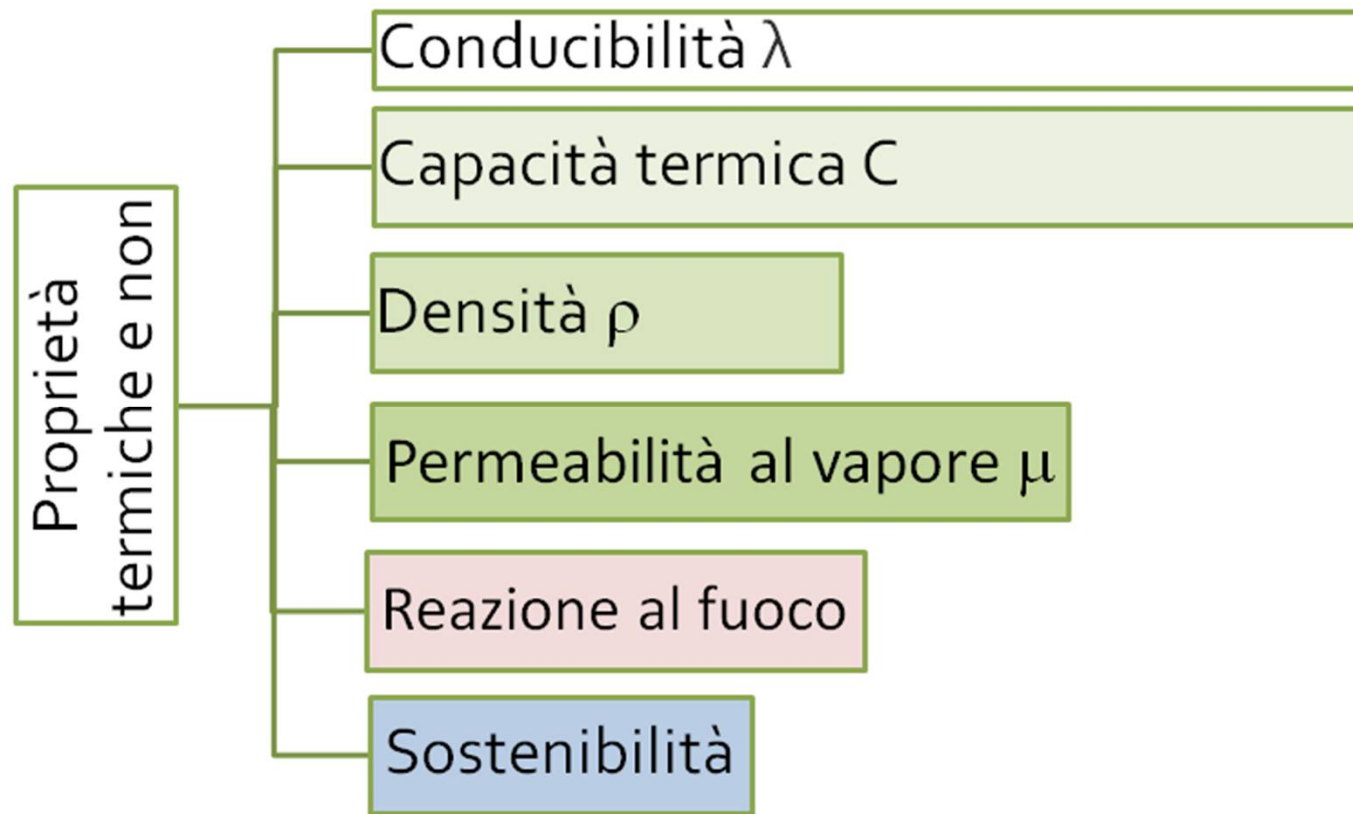 Proprietà
termiche e non
Conducibilità λ
Capacità termica C
Densità ρ
Permeabilità al vapore μ
Reazione al fuoco
Sostenibilità